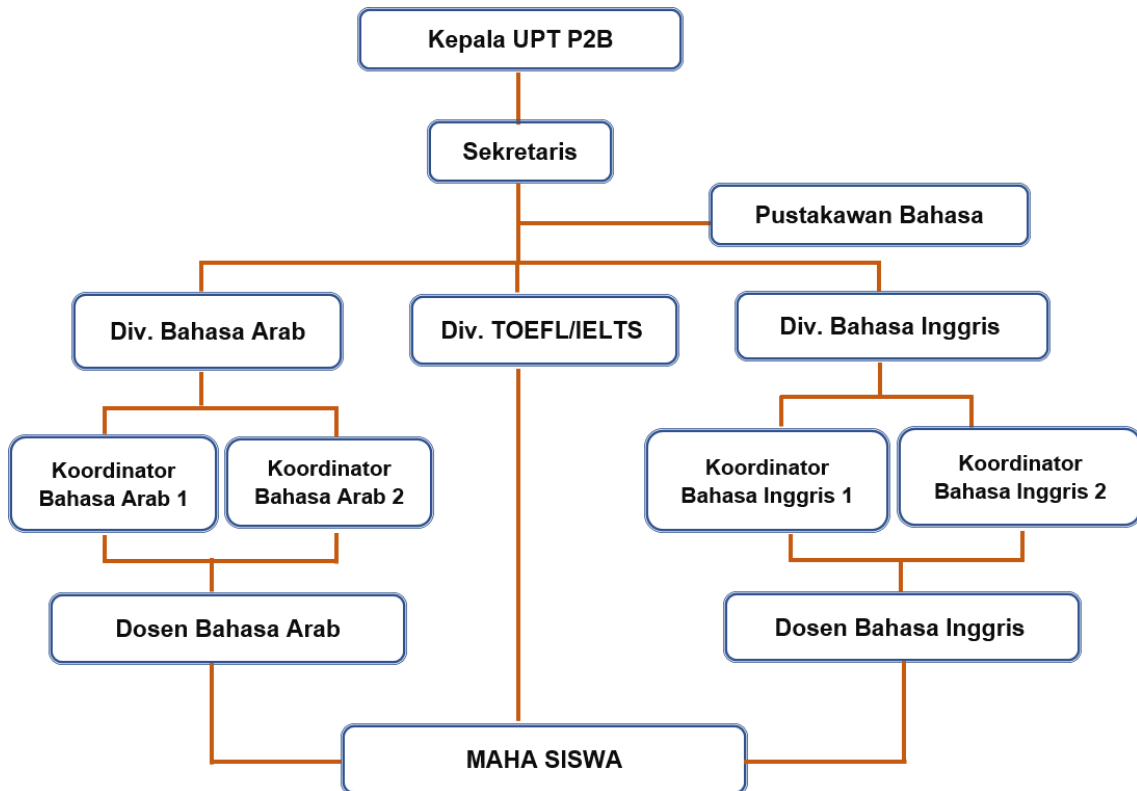 Kepala UPT P2B
Sekretaris
Pustakawan Bahasa
Div. Bahasa Arab
Div. TOEFL/IELTS
Div. Bahasa Inggris
Koordinator
Bahasa Arab 1
Koordinator
Bahasa Arab 2
Koordinator
Bahasa Inggris 1
Koordinator
Bahasa Inggris 2
Dosen Bahasa Arab
Dosen Bahasa Inggris
MAHA SISWA